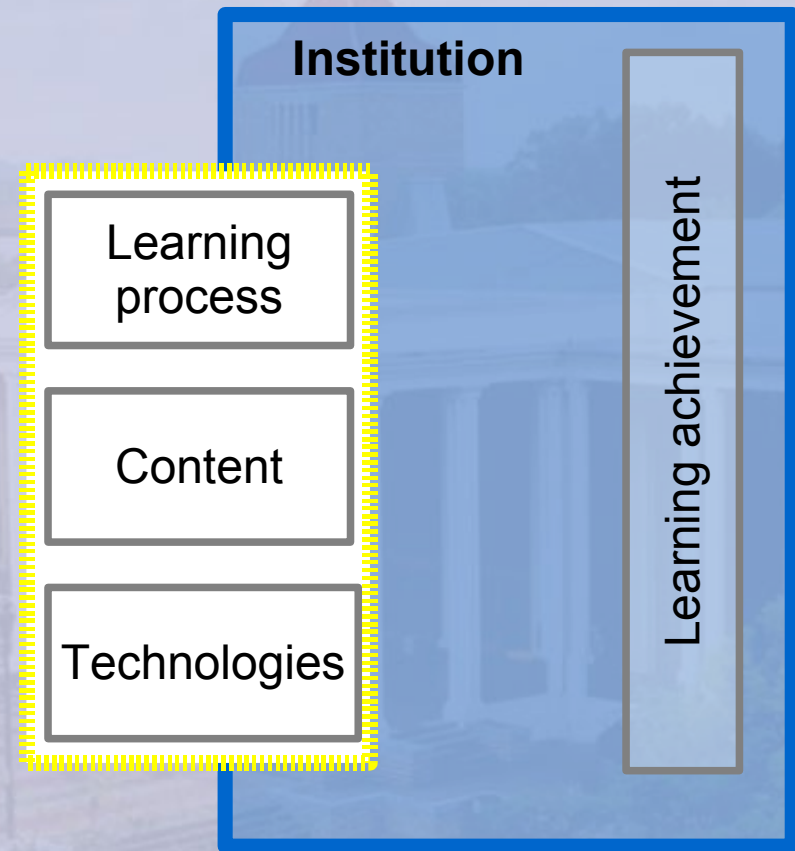 Institution
Learning
process
Content
Technologies
Learning achievement